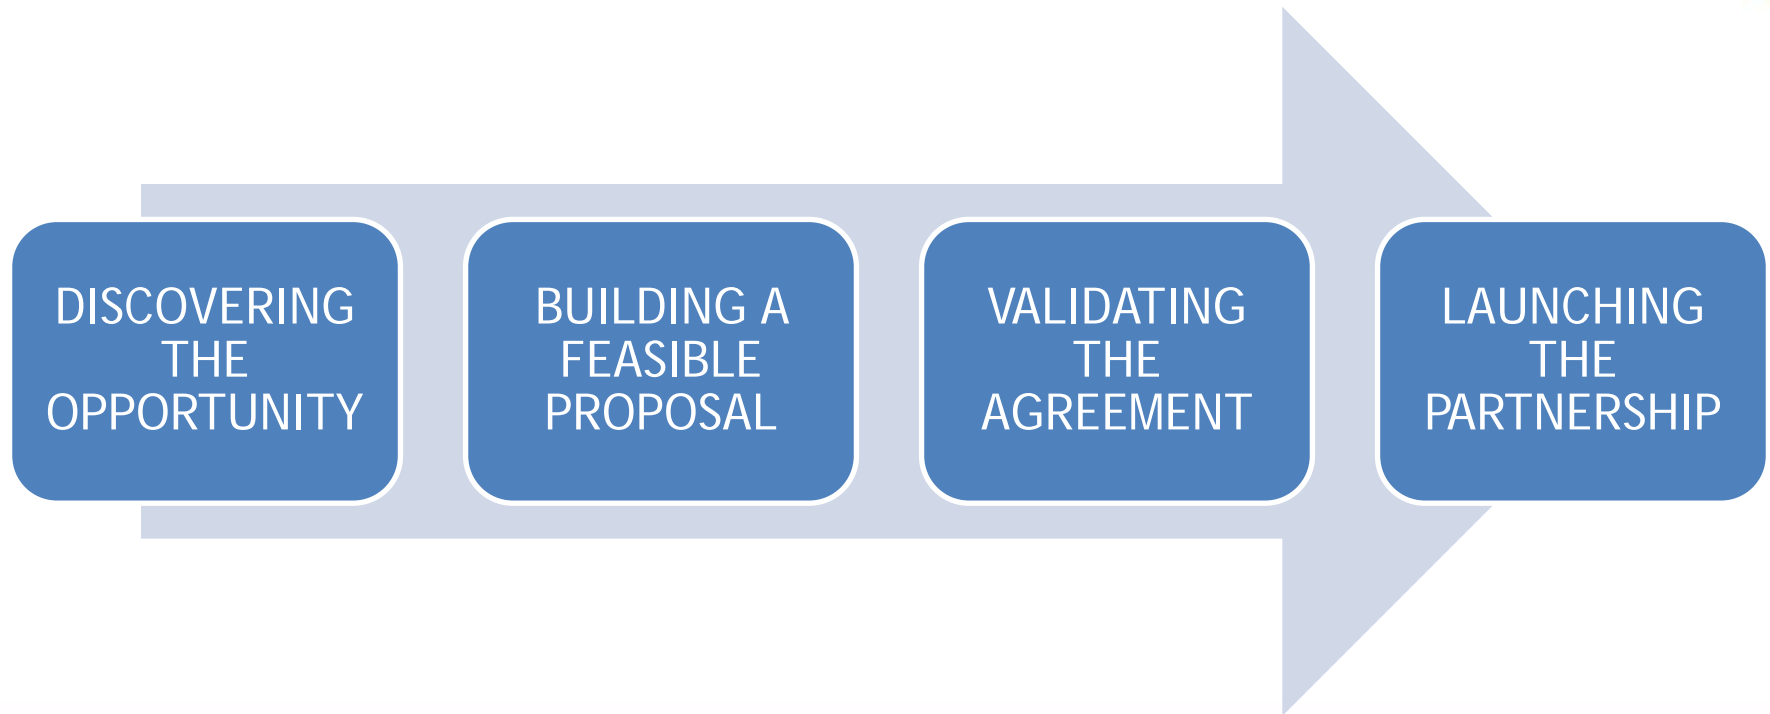 DISCOVERING
THE
OPPORTUNITY
BUILDING A
FEASIBLE
PROPOSAL
VALIDATING
THE
AGREEMENT
LAUNCHING
THE
PARTNERSHIP